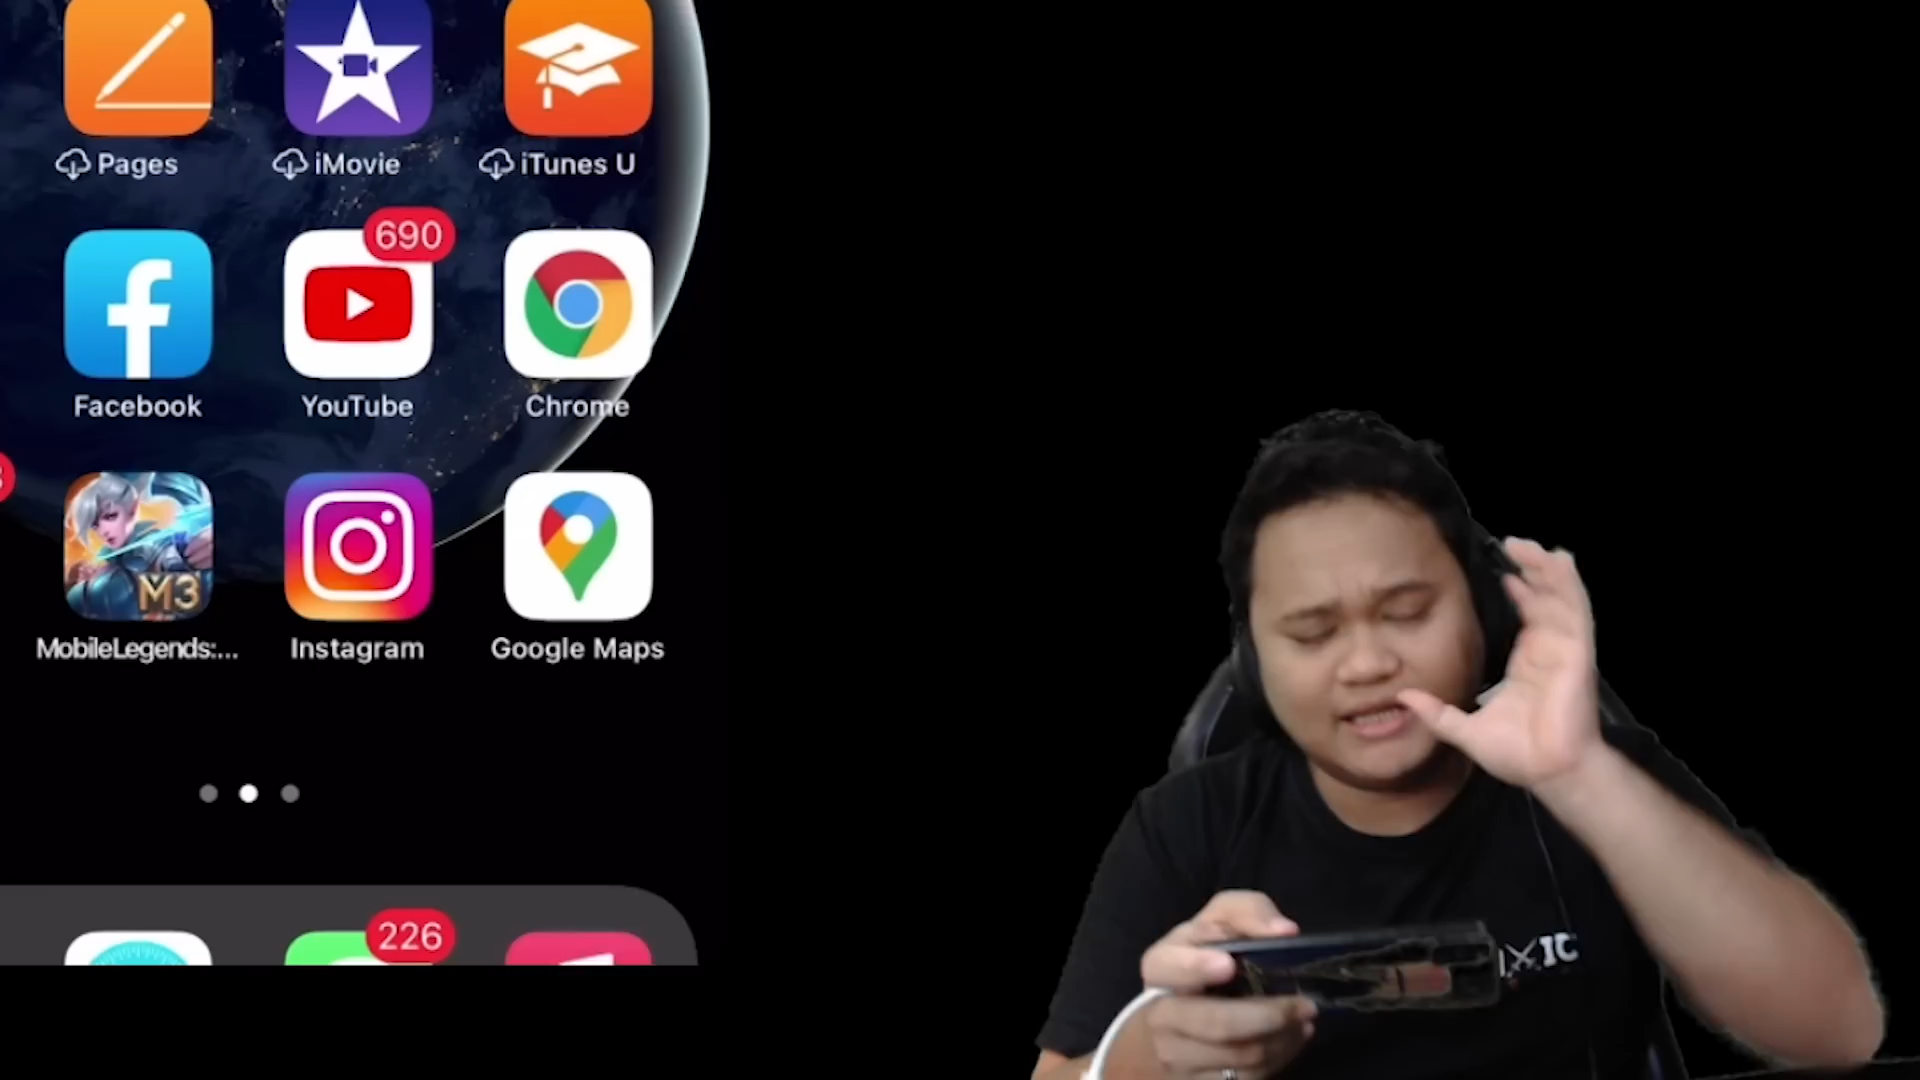 Pages iMovie iTunes U
690
Facebook YouTube Chrome
M3
MobileLegends:... Instagram Google Maps
226